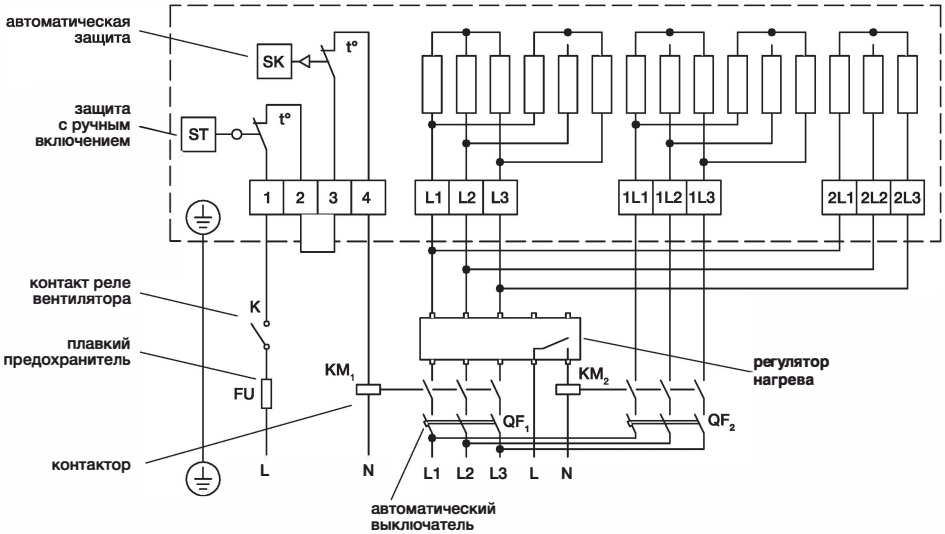 автоматическая
защита
SK
t°
защита
с ручным
включением
ST
t°
1 2 3 4
L1 L2 L3
1L1 1L2 1L3
2L1 2L2 2L3
контакт реле
вентилятора
K
плавкий
предохранитель
FU
KM1
KM2
регулятор
нагрева
QF1
QF2
контактор
L
N
L1 L2 L3 L N
автоматический
выключатель